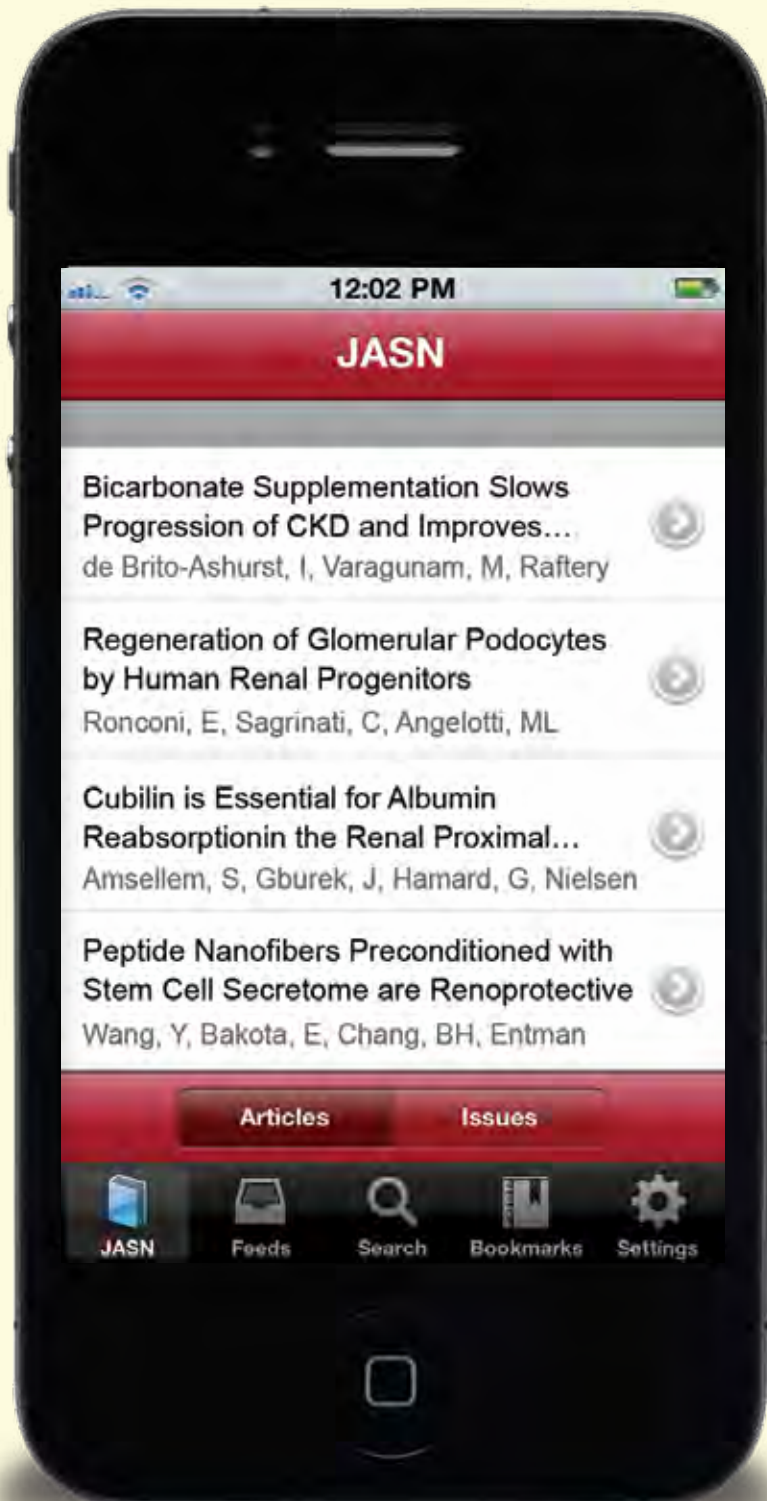 12:02 PM
JASN
Bicarbonate Supplementation Slows
Progression of CKD and Improves...
de Brito-Ashurst, I, Varagunam, M, Raftery
Regeneration of Glomerular Podocytes
by Human Renal Progenitors
Ronconi, E, Sagrinati, C, Angelotti, ML
Cubilin is Essential for Albumin
Reabsorptionin the Renal Proximal...
Amsellem, S, Gburek, J, Hamard, G, Nielsen
Peptide Nanofibers Preconditioned with
Stem Cell Secretome are Renoprotective
Wang, Y, Bakota, E, Chang, BH, Entman
Articles Issues
JASN Feeds Search Bookmarks Settings